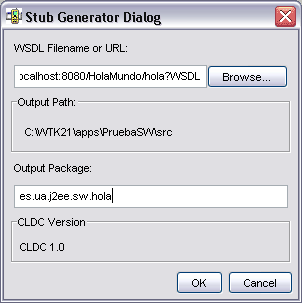 Stub Generator Dialog
WSDL Filename or URL:
ocalhost:8080/HolaMundo/hola?WSDL
Browse...
Output Path:
C:\WTK21\apps\PruebaSW\src
Output Package:
es.ua.j2ee.sw.hola
CLDC Version
CLDC 1.0
OK
Cancel